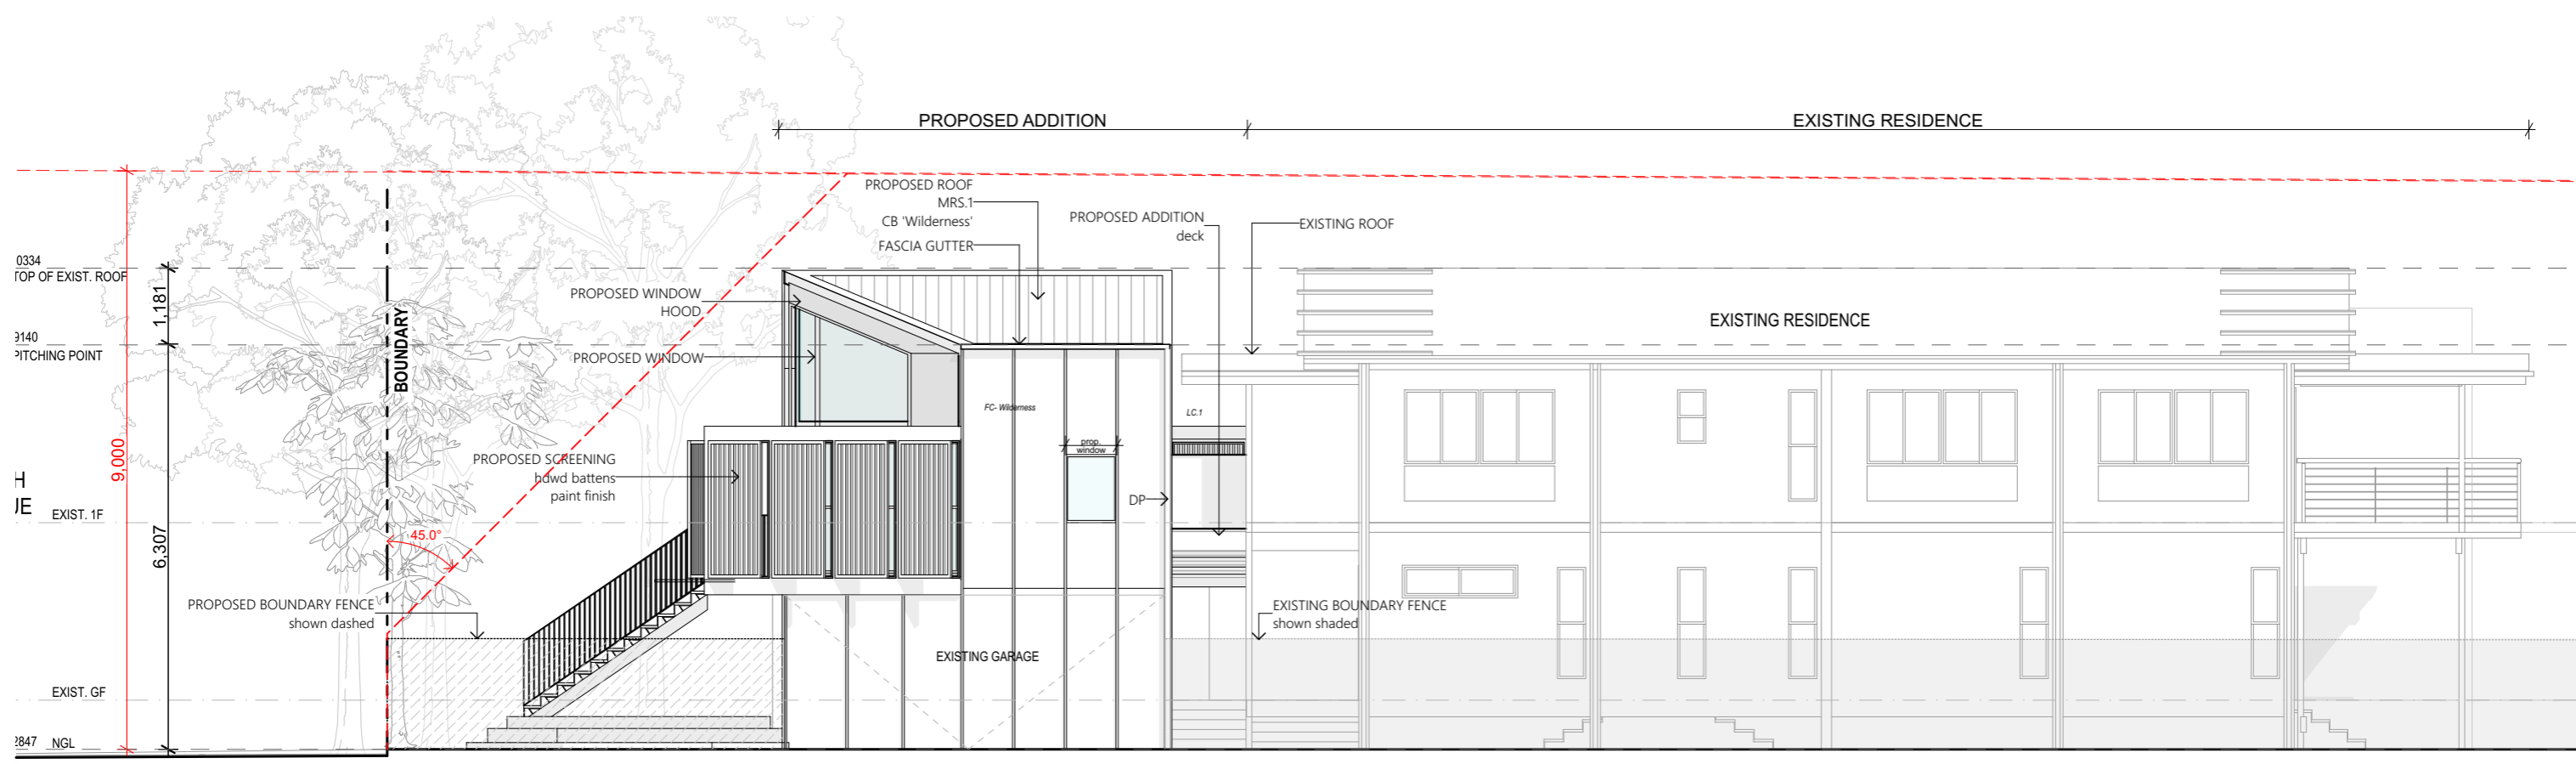 PROPOSED ADDITION
EXISTING RESIDENCE
PROPOSED ROOF
MRS.1
CB 'Wilderness'
FASCIA GUTTER
PROPOSED ADDITION
deck
EXISTING ROOF
0334
TOP OF EXIST. ROOF
1,181
PROPOSED WINDOW
HOOD
BOUNDARY
EXISTING RESIDENCE
9140
PITCHING POINT
PROPOSED WINDOW
FC- Wilderness
LC.1
9,000
PROPOSED SCREENING
hdwd battens
paint finish
prop.
window
DP
H
JE
EXIST. 1F
6,307
45.0°
PROPOSED BOUNDARY FENCE
shown dashed
EXISTING BOUNDARY FENCE
shown shaded
EXISTING GARAGE
EXIST. GF
2847 NGL